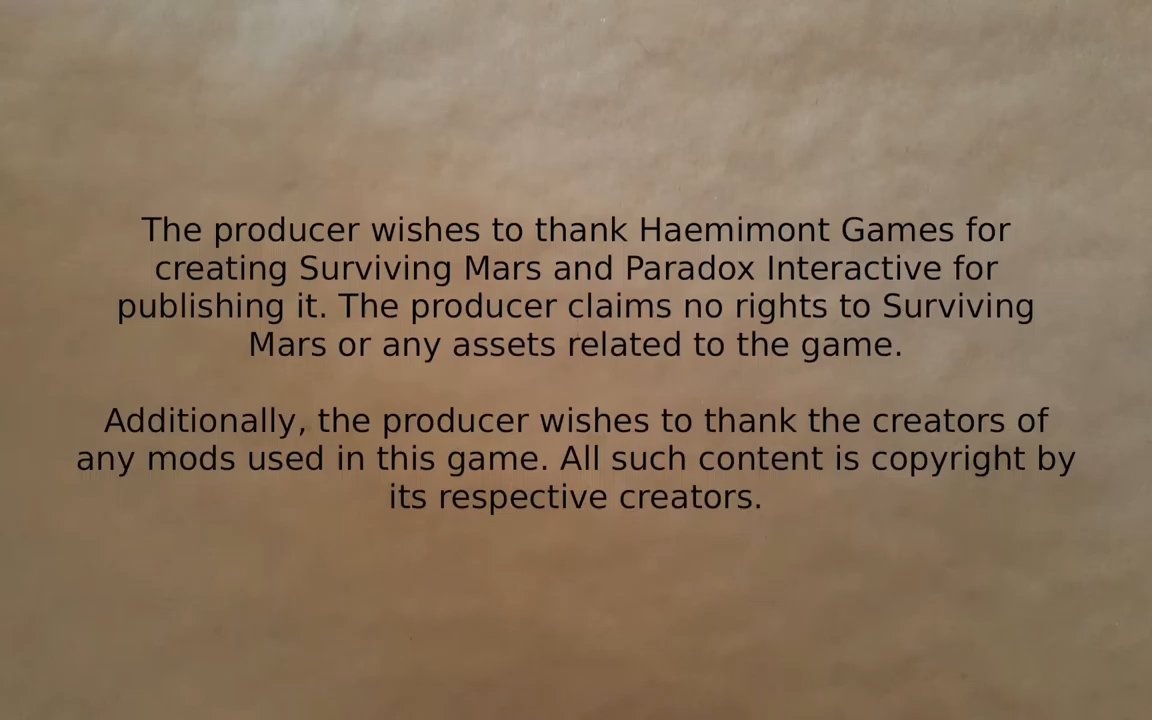 The producer wishes to thank Haemimont Games for
creating Surviving Mars and Paradox Interactive for
publishing it. The producer claims no rights to Surviving
Mars or any assets related to the game.
Additionally, the producer wishes to thank the creators of
any mods used in this game. All such content is copyright by
its respective creators.